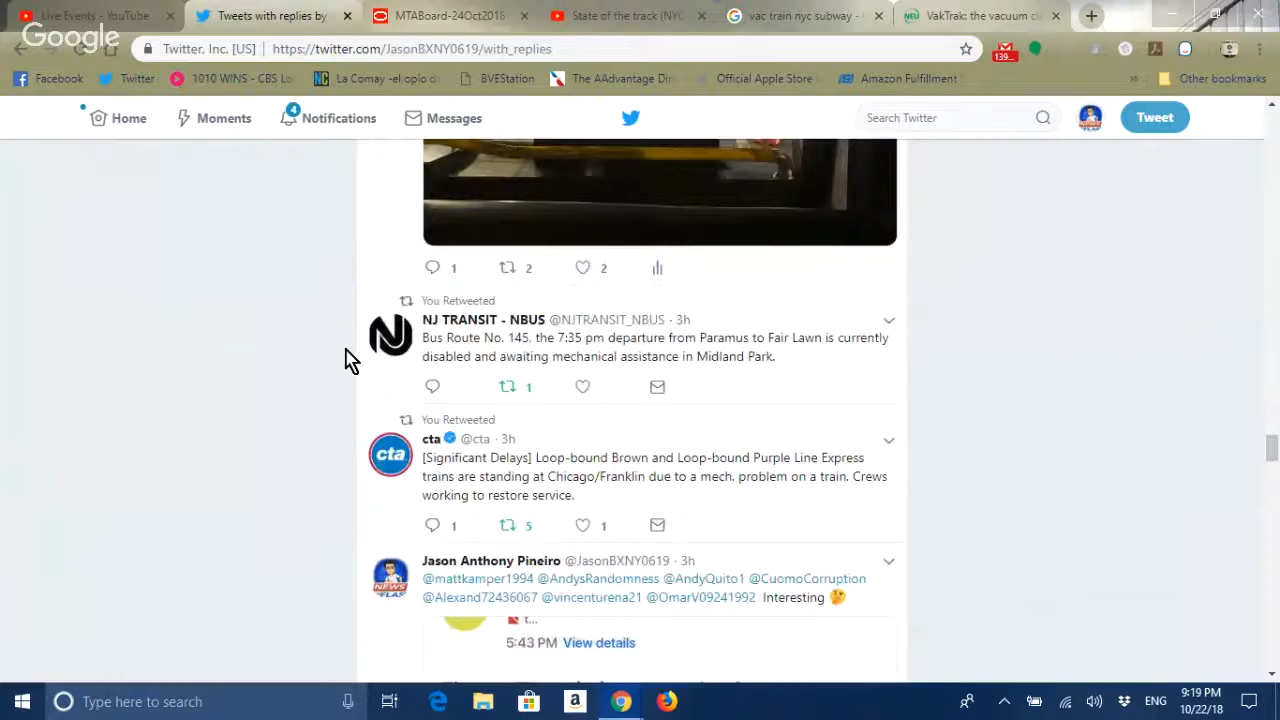 Live Events - YouTube
Tweets with replies by
MTABoard-24Oct2018
State of the track (NYC
vac train nyc subway -
VakTrak: the vacuum cle
Google
Twitter, Inc. [US] | https://twitter.com/JasonBXNY0619/with_replies
139...
Facebook
Twitter
1010 WINS - CBS Lo
La Comay -el opio d
BVEStation
The AAdvantage Din
Official Apple Store
Amazon Fulfillment
Other bookmarks
Home
Moments
4
Notifications
Messages
Search Twitter
Tweet
1
2
2
You Retweeted
NJ TRANSIT - NBUS @NJTRANSIT_NBUS · 3h
Bus Route No. 145, the 7:35 pm departure from Paramus to Fair Lawn is currently
disabled and awaiting mechanical assistance in Midland Park.
1
You Retweeted
cta
cta @cta · 3h
[Significant Delays] Loop-bound Brown and Loop-bound Purple Line Express
trains are standing at Chicago/Franklin due to a mech. problem on a train. Crews
working to restore service.
1
5
1
Jason Anthony Pineiro @JasonBXNY0619 · 3h
@mattkamper1994 @AndysRandomness @AndyQuito1 @CuomoCorruption
@Alexand72436067 @vincenturena21 @OmarV09241992 Interesting
t...
5:43 PM View details
Type here to search
ENG
9:19 PM
10/22/18